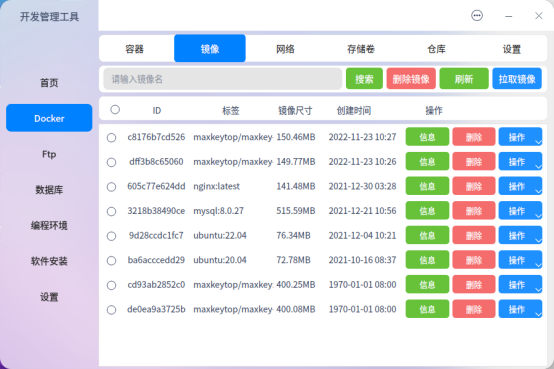 开发管理工具
首页
Docker
Ftp
数据库
编程环境
软件安装
设置
容器 镜像 网络 存储卷 仓库 设置
请输入镜像名 搜索 删除镜像 刷新 拉取镜像
ID 标签 镜像尺寸 创建时间 操作
c8176b7cd526 maxkeytop/maxkey- 150.46MB 2022-11-23 10:27 信息 删除 操作
dff3b8c65060 maxkeytop/maxkey- 149.77MB 2022-11-23 10:26 信息 删除 操作
605c77e624dd nginx:latest 141.48MB 2021-12-30 03:28 信息 删除 操作
3218b38490ce mysql:8.0.27 515.59MB 2021-12-21 10:56 信息 删除 操作
9d28ccdc1fc7 ubuntu:22.04 76.34MB 2021-12-04 10:21 信息 删除 操作
ba6acccedd29 ubuntu:20.04 72.78MB 2021-10-16 08:37 信息 删除 操作
cd93ab2852c0 maxkeytop/maxkey- 400.25MB 1970-01-01 08:00 信息 删除 操作
de0ea9a3725b maxkeytop/maxkey- 400.08MB 1970-01-01 08:00 信息 删除 操作